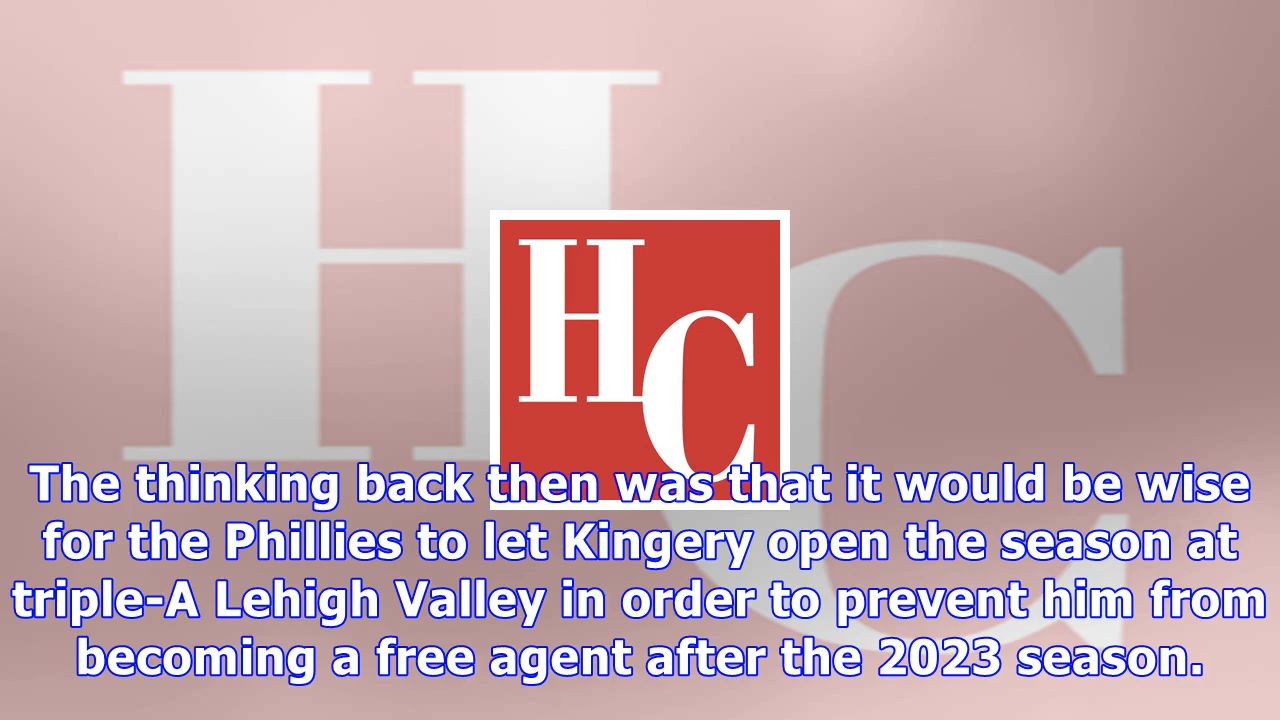 H C
HC
The thinking back then was that it would be wise
for the Phillies to let Kingery open the season at
triple-A Lehigh Valley in order to prevent him from
becoming a free agent after the 2023 season.